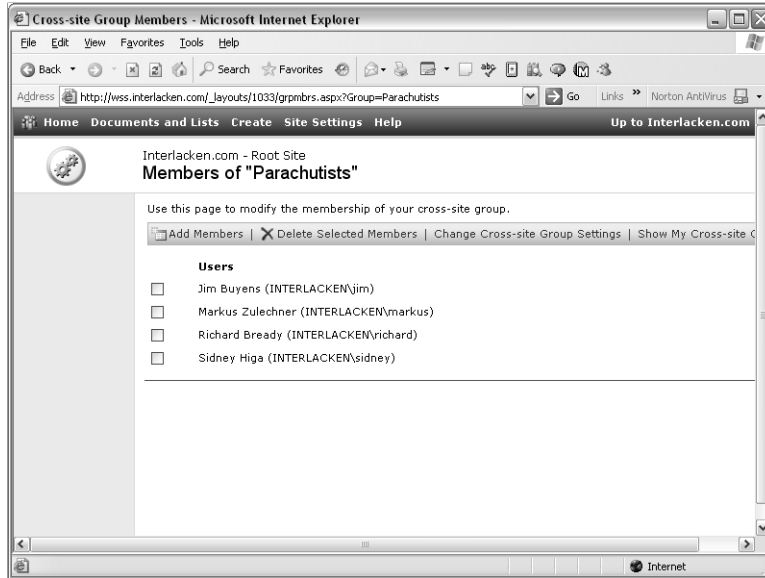 Cross-site Group Members - Microsoft Internet Explorer
File Edit View Favorites Tools Help
Back Search Favorites
Address http://wss.interlacken.com/_layouts/1033/grpmbrs.aspx?Group=Parachutists Go Links » Norton AntiVirus
Home Documents and Lists Create Site Settings Help Up to Interlacken.com
Interlacken.com - Root Site
Members of "Parachutists"
Use this page to modify the membership of your cross-site group.
Add Members | Delete Selected Members | Change Cross-site Group Settings | Show My Cross-site
Users
Jim Buyens (INTERLACKEN\jim)
Markus Zulechner (INTERLACKEN\markus)
Richard Bready (INTERLACKEN\richard)
Sidney Higa (INTERLACKEN\sidney)
Internet